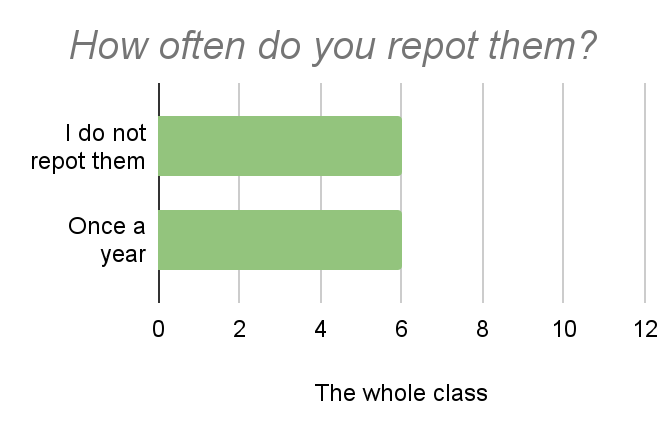 How often do you repot them?
I do not
repot them
Once a
year
0 2 4 6 8 10 12
The whole class